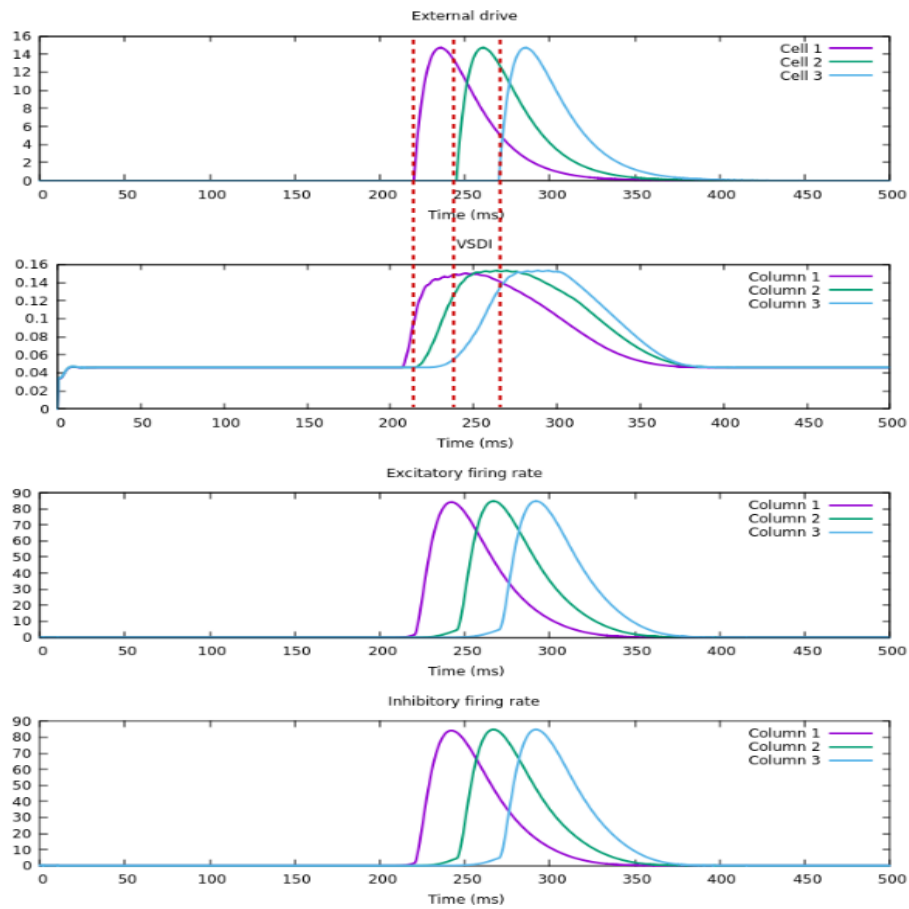 External drive
16
14
12
10
8
6
4
2
0
Cell 1
Cell 2
Cell 3
0 50 100 150 200 250 300 350 400 450 500
Time (ms)
VSDI
0.16
0.14
0.12
0.1
0.08
0.06
0.04
0.02
0
Column 1
Column 2
Column 3
0 50 100 150 200 250 300 350 400 450 500
Time (ms)
Excitatory firing rate
90
80
70
60
50
40
30
20
10
0
Column 1
Column 2
Column 3
0 50 100 150 200 250 300 350 400 450 500
Time (ms)
Inhibitory firing rate
90
80
70
60
50
40
30
20
10
0
Column 1
Column 2
Column 3
0 50 100 150 200 250 300 350 400 450 500
Time (ms)